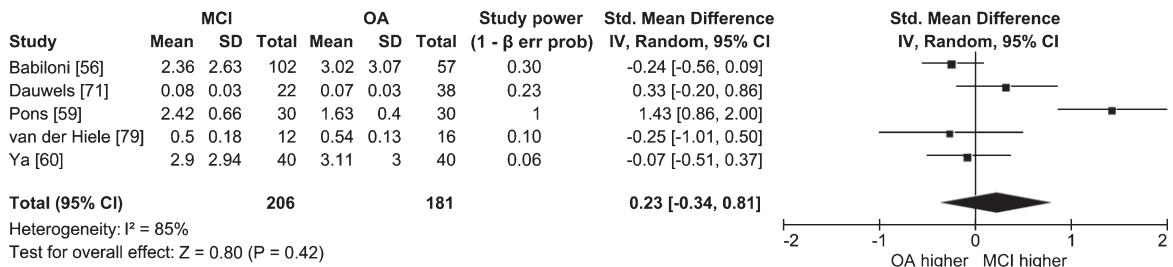 MCI OA Study power Std. Mean Difference Std. Mean Difference
Study Mean SD Total Mean SD Total (1 - β err prob) IV, Random, 95% CI IV, Random, 95% CI
Babiloni [56] 2.36 2.63 102 3.02 3.07 57 0.30 -0.24 [-0.56, 0.09]
Dauwels [71] 0.08 0.03 22 0.07 0.03 38 0.23 0.33 [-0.20, 0.86]
Pons [59] 2.42 0.66 30 1.63 0.4 30 1 1.43 [0.86, 2.00]
van der Hiele [79] 0.5 0.18 12 0.54 0.13 16 0.10 -0.25 [-1.01, 0.50]
Ya [60] 2.9 2.94 40 3.11 3 40 0.06 -0.07 [-0.51, 0.37]
Total (95% CI) 206 181 0.23 [-0.34, 0.81]
Heterogeneity: I² = 85%
Test for overall effect: Z = 0.80 (P = 0.42)
-2 -1 0 1 2
OA higher MCI higher